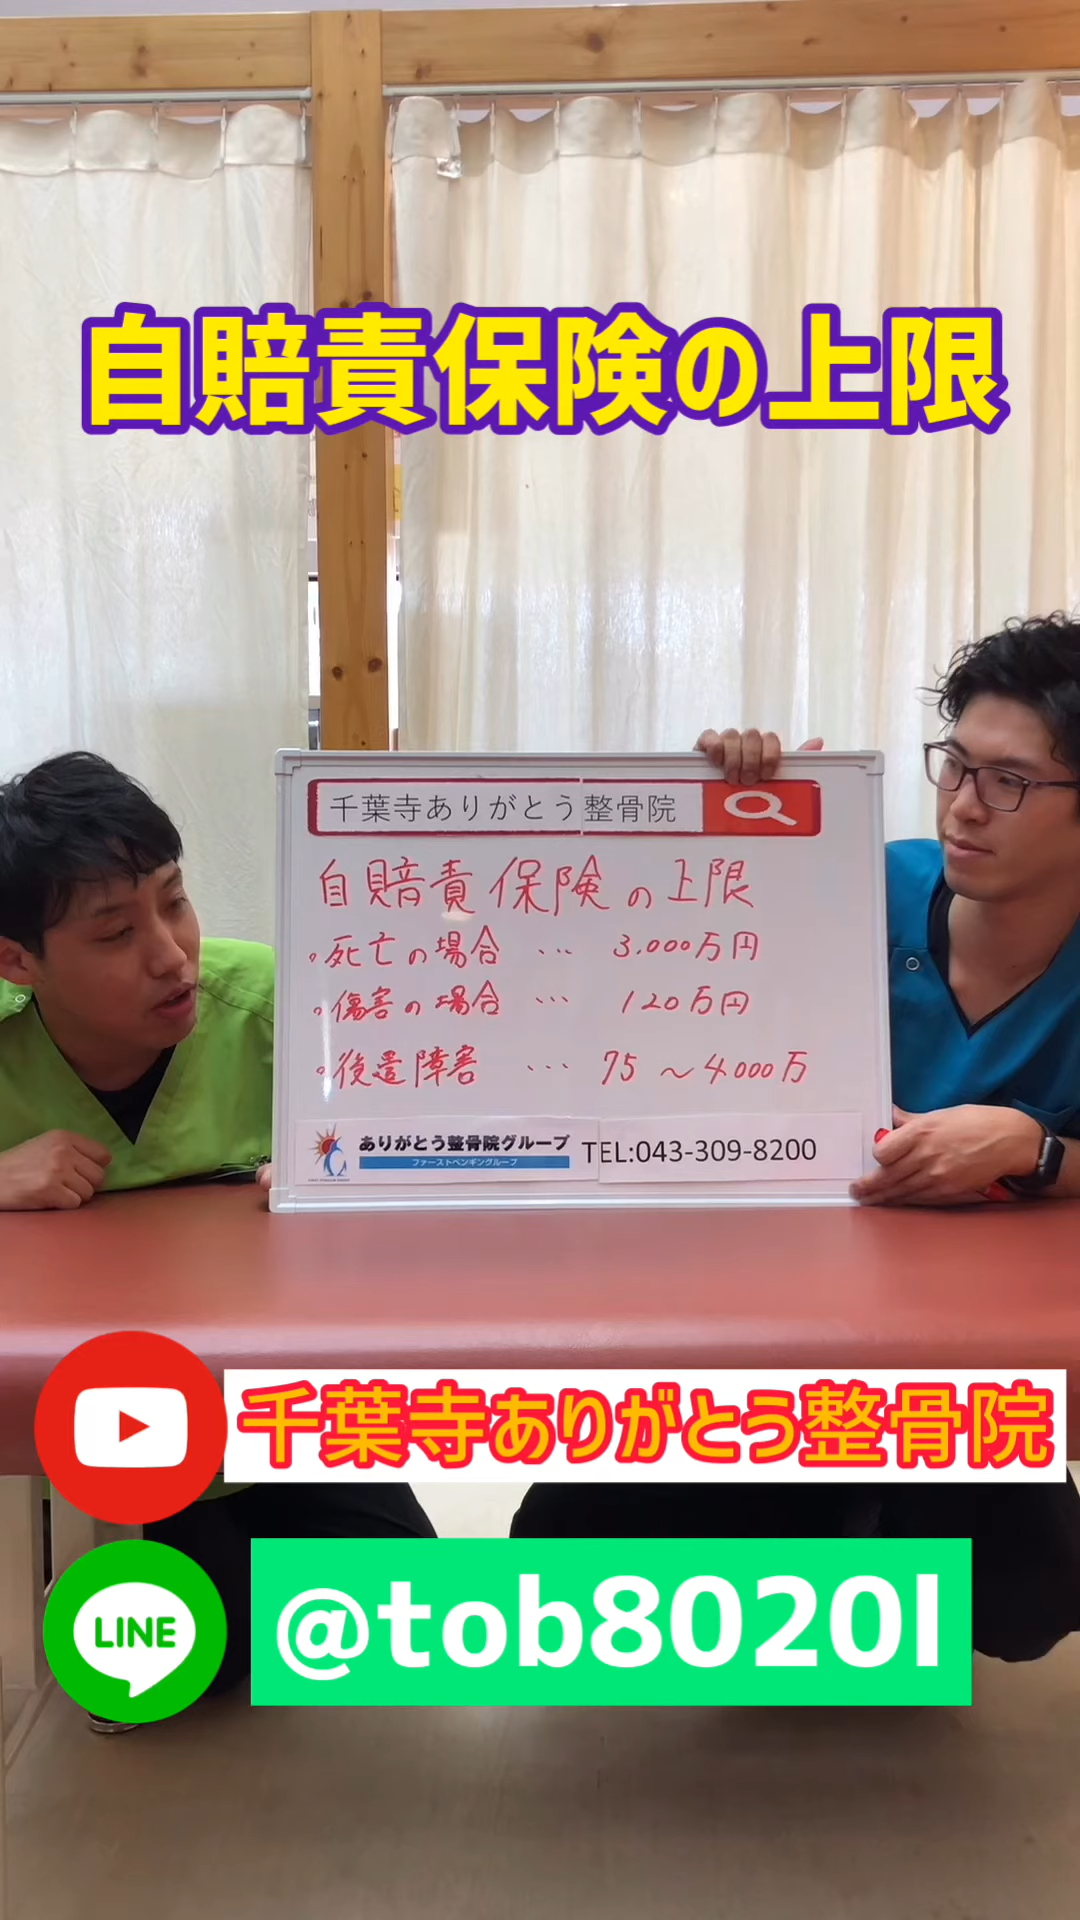 自賠責保険の上限
千葉寺ありがとう整骨院
自賠責保険の上限
・死亡の場合 … 3.000万円
・傷害の場合 … 120万円
・後遺障害 … 75〜4000万
ありがとう整骨院グループ TEL:043-309-8200
ファーストペンギングループ
千葉寺ありがとう整骨院
LINE @tob8020l